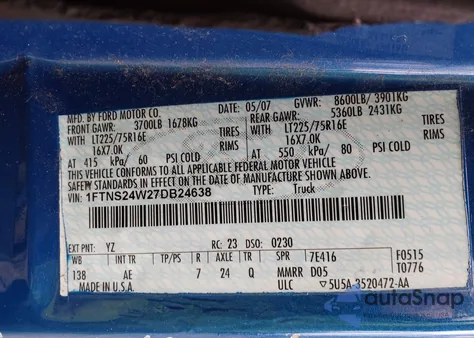 MFD. BY FORD MOTOR CO.
DATE: 05/07 GVWR: 8600LB/ 3901KG
FRONT GAWR: 3700LB 1678KG REAR GAWR: 5360LB 2431KG
WITH LT225/75R16E TIRES WITH LT225/75R16E TIRES
16X7.0K RIMS 16X7.0K RIMS
AT 415 kPa/ 60 PSI COLD AT 550 kPa/ 80 PSI COLD
THIS VEHICLE CONFORMS TO ALL APPLICABLE FEDERAL MOTOR VEHICLE
SAFETY STANDARDS IN EFFECT ON THE DATE OF MANUFACTURE SHOWN ABOVE.
VIN: 1FTNS24W27DB24638 TYPE: Truck
EXT PNT: YZ RC: 23 DSO: 0230
WB INT TR TP/PS R AXLE TR SPR 7E416 F0515
138 AE 7 24 Q MMRR D05 T0776
MADE IN U.S.A. ULC ▽5U5A-3520472-AA
autoSnap